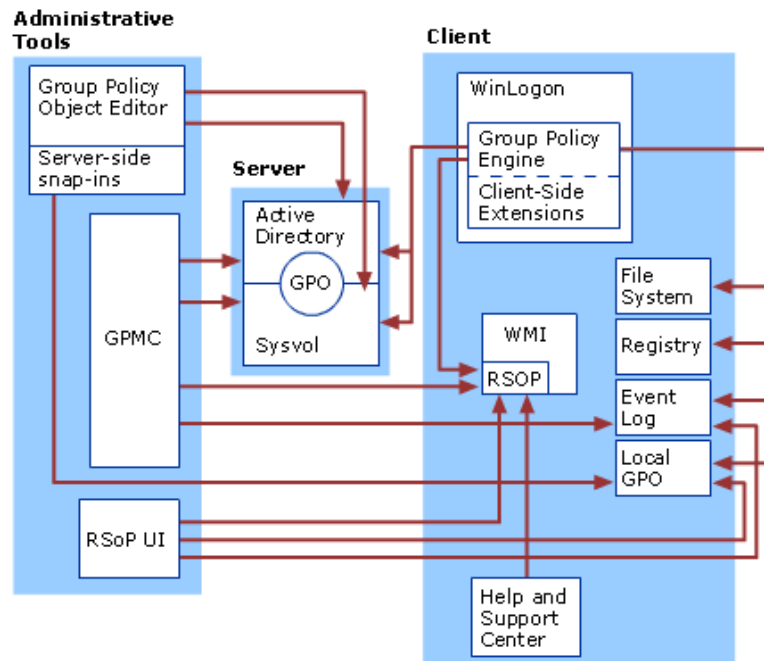 Administrative
Tools
Group Policy
Object Editor
Server-side
snap-ins
GPMC
RSoP UI
Server
Active
Directory
GPO
Sysvol
Client
WinLogon
Group Policy
Engine
Client-Side
Extensions
File
System
Registry
Event
Log
Local
GPO
WMI
RSOP
Help and
Support
Center